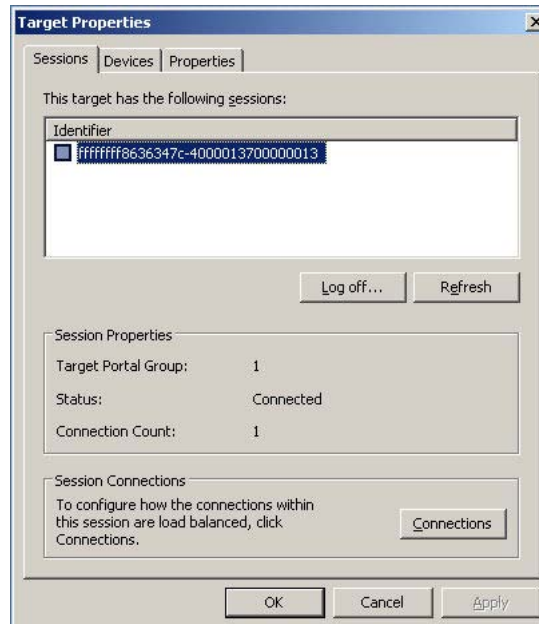 Target Properties
Sessions Devices Properties
This target has the following sessions:
Identifier
ffffffff8636347c-4000013700000013
Log off... Refresh
Session Properties
Target Portal Group: 1
Status: Connected
Connection Count: 1
Session Connections
To configure how the connections within
this session are load balanced, click
Connections.
Connections
OK Cancel Apply